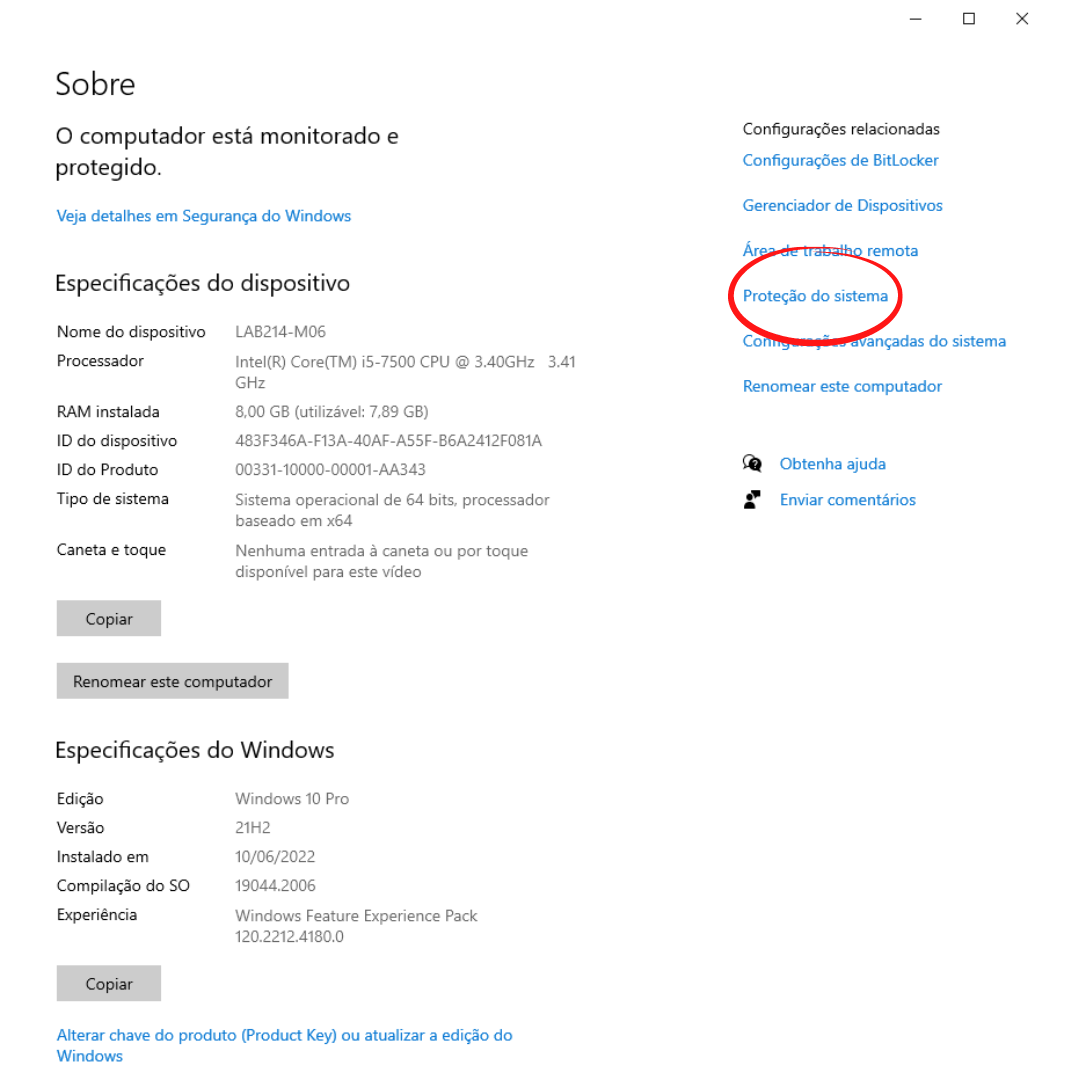 Sobre
O computador está monitorado e
protegido.
Veja detalhes em Segurança do Windows
Especificações do dispositivo
Nome do dispositivo LAB214-M06
Processador Intel(R) Core(TM) i5-7500 CPU @ 3.40GHz 3.41
GHz
RAM instalada 8,00 GB (utilizável: 7,89 GB)
ID do dispositivo 483F346A-F13A-40AF-A55F-B6A2412F081A
ID do Produto 00331-10000-00001-AA343
Tipo de sistema Sistema operacional de 64 bits, processador
baseado em x64
Caneta e toque Nenhuma entrada à caneta ou por toque
disponível para este vídeo
Copiar
Renomear este computador
Especificações do Windows
Edição Windows 10 Pro
Versão 21H2
Instalado em 10/06/2022
Compilação do SO 19044.2006
Experiência Windows Feature Experience Pack
120.2212.4180.0
Copiar
Alterar chave do produto (Product Key) ou atualizar a edição do
Windows
Configurações relacionadas
Configurações de BitLocker
Gerenciador de Dispositivos
Área de trabalho remota
Proteção do sistema
Configurações avançadas do sistema
Renomear este computador
Obtenha ajuda
Enviar comentários